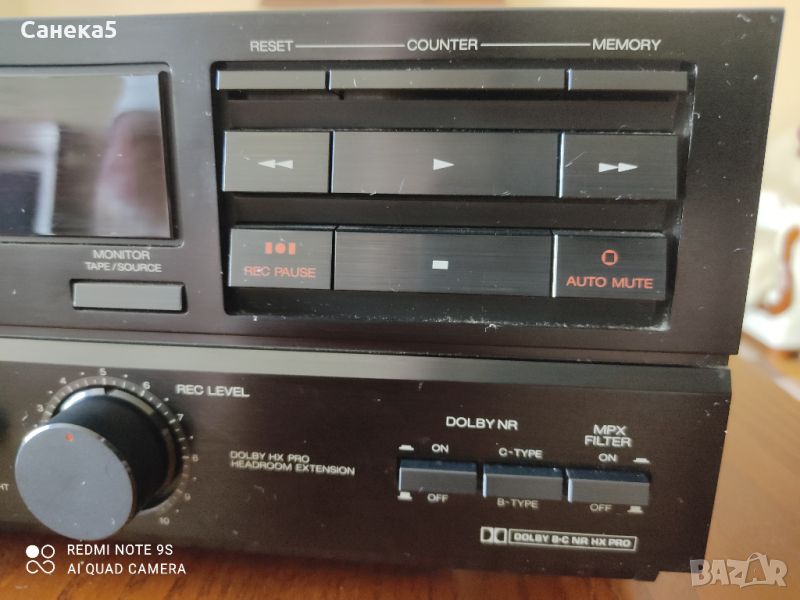 Санека5
RESET COUNTER MEMORY
REC PAUSE
AUTO MUTE
MONITOR
TAPE/SOURCE
REC LEVEL
3 4 5 6 7 8 9 10
DOLBY HX PRO
HEADROOM EXTENSION
DOLBY NR
ON
OFF
C-TYPE
B-TYPE
MPX
FILTER
ON
OFF
DOLBY B-C NR HX PRO
REDMI NOTE 9S
AI QUAD CAMERA
BAZAR